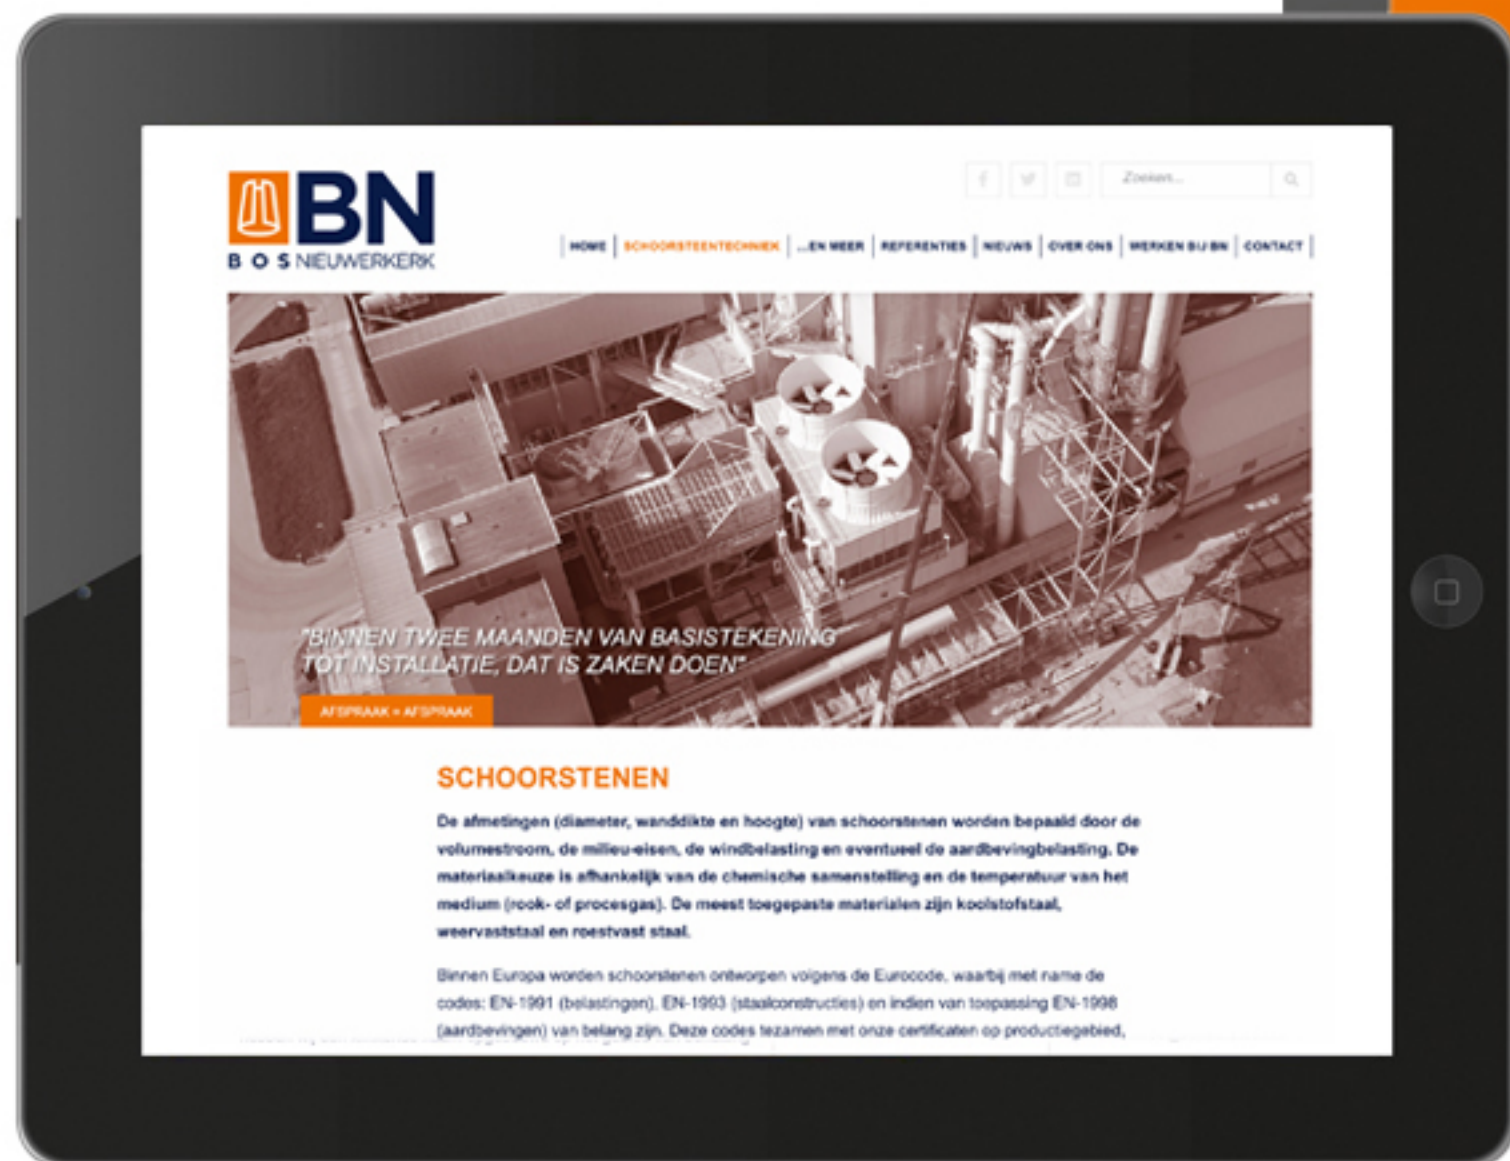 BN
BOS NIEUWERKERK
Zoeken...
HOME SCHOORSTEENTECHNIEK ...EN MEER REFERENTIES NIEUWS OVER ONS WERKEN BIJ BN CONTACT
"BINNEN TWEE MAANDEN VAN BASISTEKENING
TOT INSTALLATIE, DAT IS ZAKEN DOEN"
AFSPRAAK = AFSPRAAK
SCHOORSTENEN
De afmetingen (diameter, wanddikte en hoogte) van schoorstenen worden bepaald door de
volumestroom, de milieu-eisen, de windbelasting en eventueel de aardbevingbelasting. De
materiaalkeuze is afhankelijk van de chemische samenstelling en de temperatuur van het
medium (rook- of procesgas). De meest toegepaste materialen zijn koolstofstaal,
weervaststaal en roestvast staal.
Binnen Europa worden schoorstenen ontworpen volgens de Eurocode, waarbij met name de
codes: EN-1991 (belastingen), EN-1993 (staalconstructies) en indien van toepassing EN-1998
(aardbevingen) van belang zijn. Deze codes tezamen met onze certificaten op productiegebied,